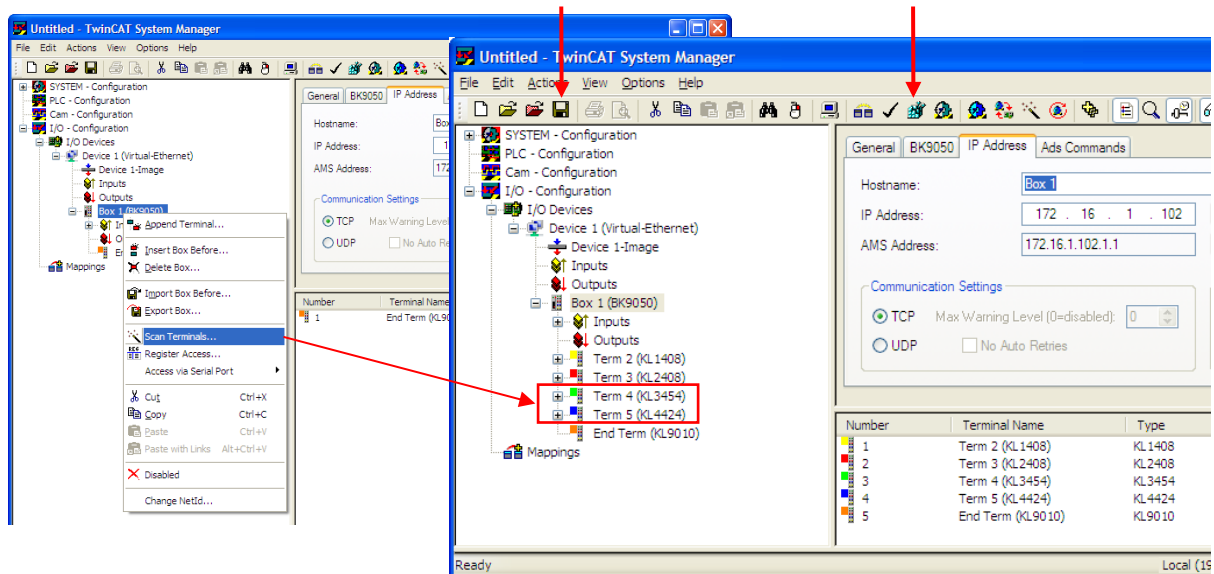 Untitled - TwinCAT System Manager
File Edit Actions View Options Help
SYSTEM - Configuration
PLC - Configuration
Cam - Configuration
I/O - Configuration
I/O Devices
Device 1 (Virtual-Ethernet)
Device 1-Image
Inputs
Outputs
Box 1 (BK9050)
Mappings
General BK9050 IP Address
Hostname:
IP Address:
AMS Address:
Communication Settings
TCP Max Warning Level
UDP
Number Terminal Name
1 End Term (KL90
Append Terminal...
Insert Box Before...
Delete Box...
Import Box Before...
Export Box...
Scan Terminals...
Register Access...
Access via Serial Port
Cut Ctrl+X
Copy Ctrl+C
Paste Ctrl+V
Paste with Links Alt+Ctrl+V
Disabled
Change NetId...
Untitled - TwinCAT System Manager
File Edit Actions View Options Help
SYSTEM - Configuration
PLC - Configuration
Cam - Configuration
I/O - Configuration
I/O Devices
Device 1 (Virtual-Ethernet)
Device 1-Image
Inputs
Outputs
Box 1 (BK9050)
Inputs
Outputs
Term 2 (KL1408)
Term 3 (KL2408)
Term 4 (KL3454)
Term 5 (KL4424)
End Term (KL9010)
Mappings
General BK9050 IP Address Ads Commands
Hostname: Box 1
IP Address: 172 . 16 . 1 . 102
AMS Address: 172.16.1.102.1.1
Communication Settings
TCP Max Warning Level (0=disabled): 0
UDP No Auto Retries
Number Terminal Name Type
1 Term 2 (KL1408) KL1408
2 Term 3 (KL2408) KL2408
3 Term 4 (KL3454) KL3454
4 Term 5 (KL4424) KL4424
5 End Term (KL9010) KL9010
Ready Local (19